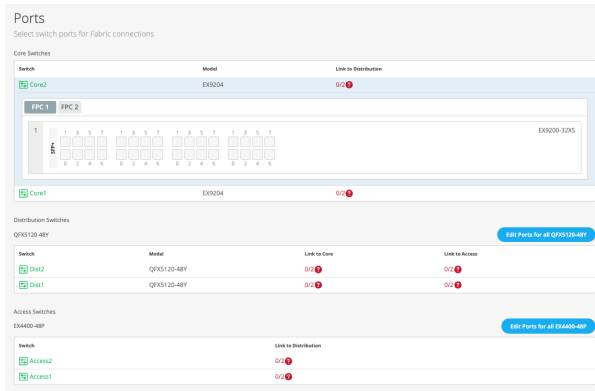 Ports
Select switch ports for Fabric connections
Core Switches
Switch Model Link to Distribution
Core2 EX9204 0/2 ?
FPC 1 FPC 2
1 1 3 5 7 1 3 5 7 1 3 5 7 1 3 5 7 EX9200-32XS
SFP+
0 2 4 6 0 2 4 6 0 2 4 6 0 2 4 6
Core1 EX9204 0/2 ?
Distribution Switches
QFX5120-48Y Edit Ports for all QFX5120-48Y
Switch Model Link to Core Link to Access
Dist2 QFX5120-48Y 0/2 ? 0/2 ?
Dist1 QFX5120-48Y 0/2 ? 0/2 ?
Access Switches
EX4400-48P Edit Ports for all EX4400-48P
Switch Link to Distribution
Access2 0/2 ?
Access1 0/2 ?